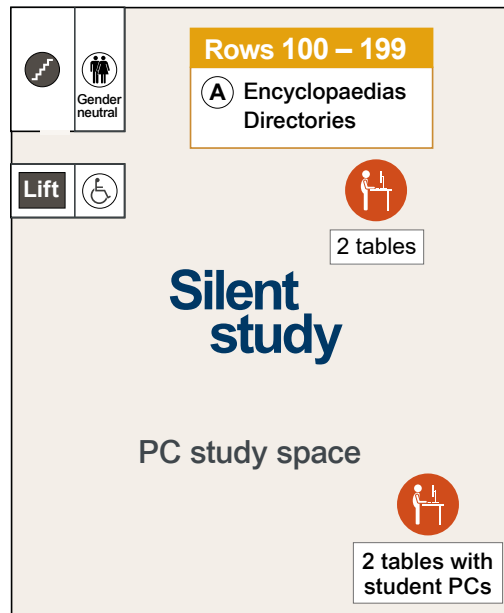 Gender
neutral
Rows 100 – 199
A Encyclopaedias
Directories
Lift
2 tables
Silent
study
PC study space
2 tables with
student PCs